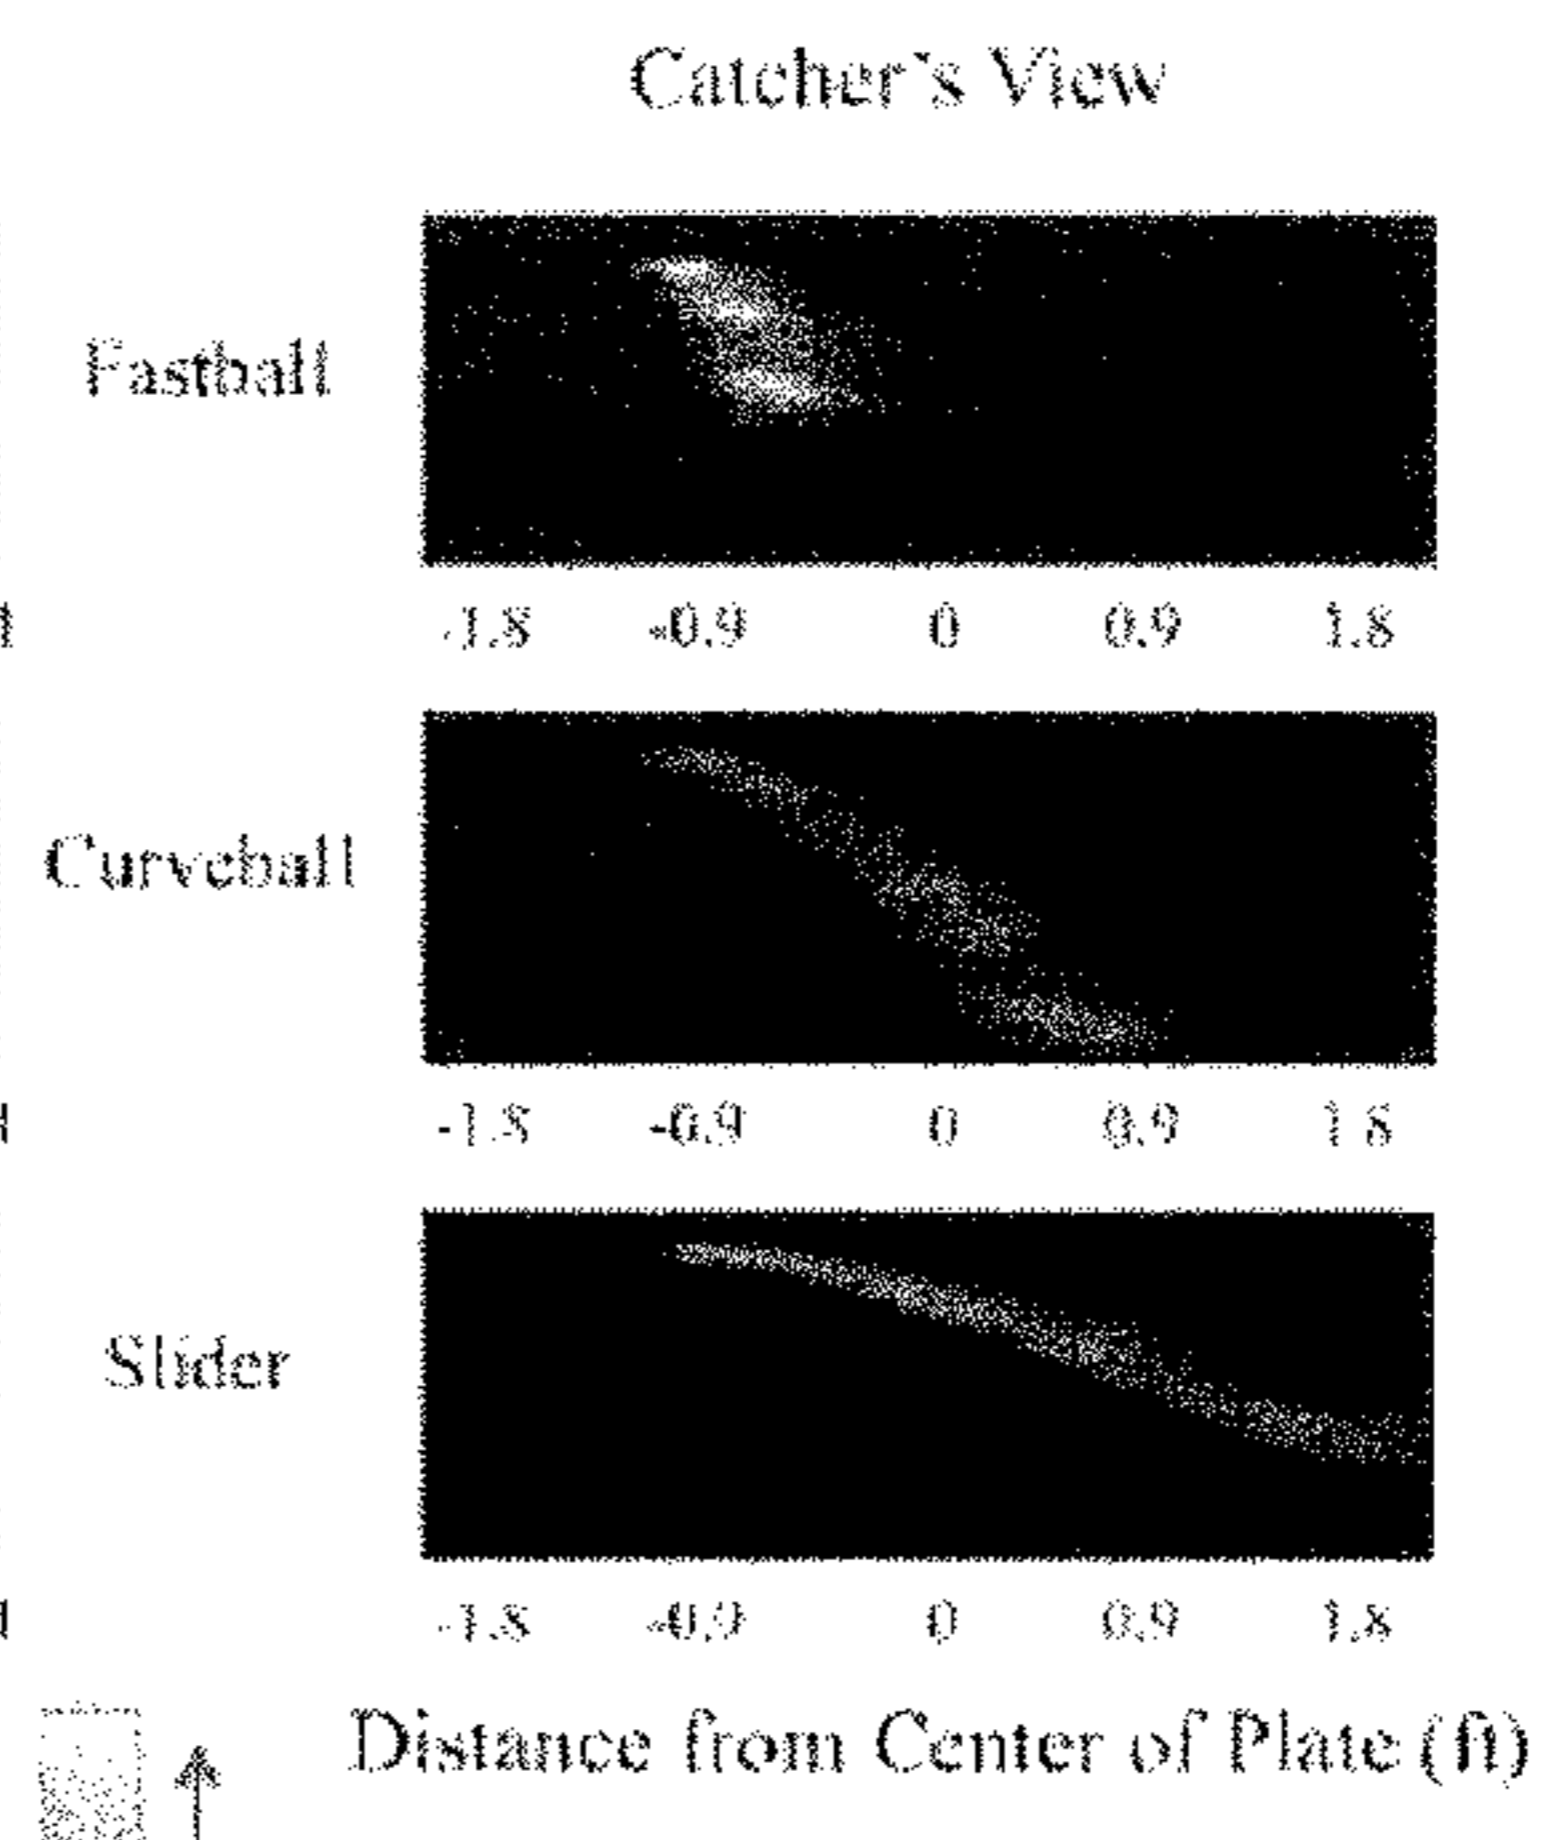 Catcher's View
Fastball
-1.8 -0.9 0 0.9 1.8
Curveball
-1.8 -0.9 0 0.9 1.8
Slider
-1.8 -0.9 0 0.9 1.8
Distance from Center of Plate (ft)